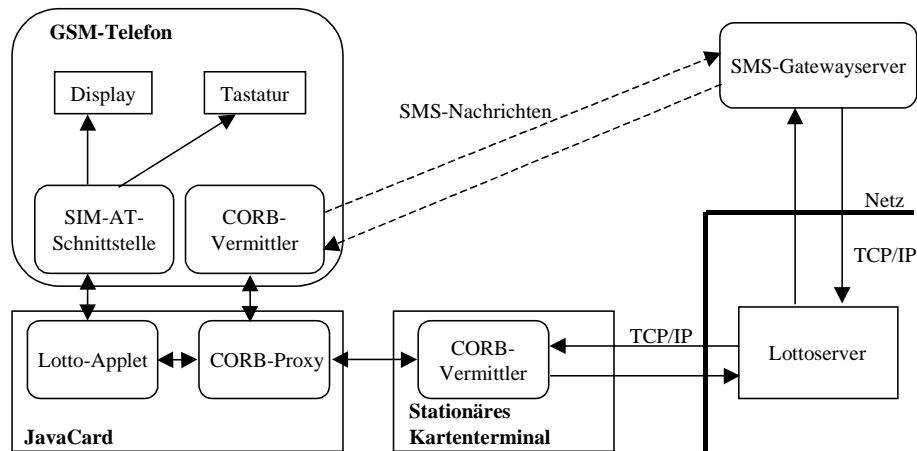 GSM-Telefon
Display
Tastatur
SIM-AT-
Schnittstelle
CORB-
Vermittler
SMS-Nachrichten
SMS-Gatewayserver
Netz
TCP/IP
Lotto-Applet
CORB-Proxy
JavaCard
CORB-
Vermittler
Stationäres
Kartenterminal
TCP/IP
Lottoserver